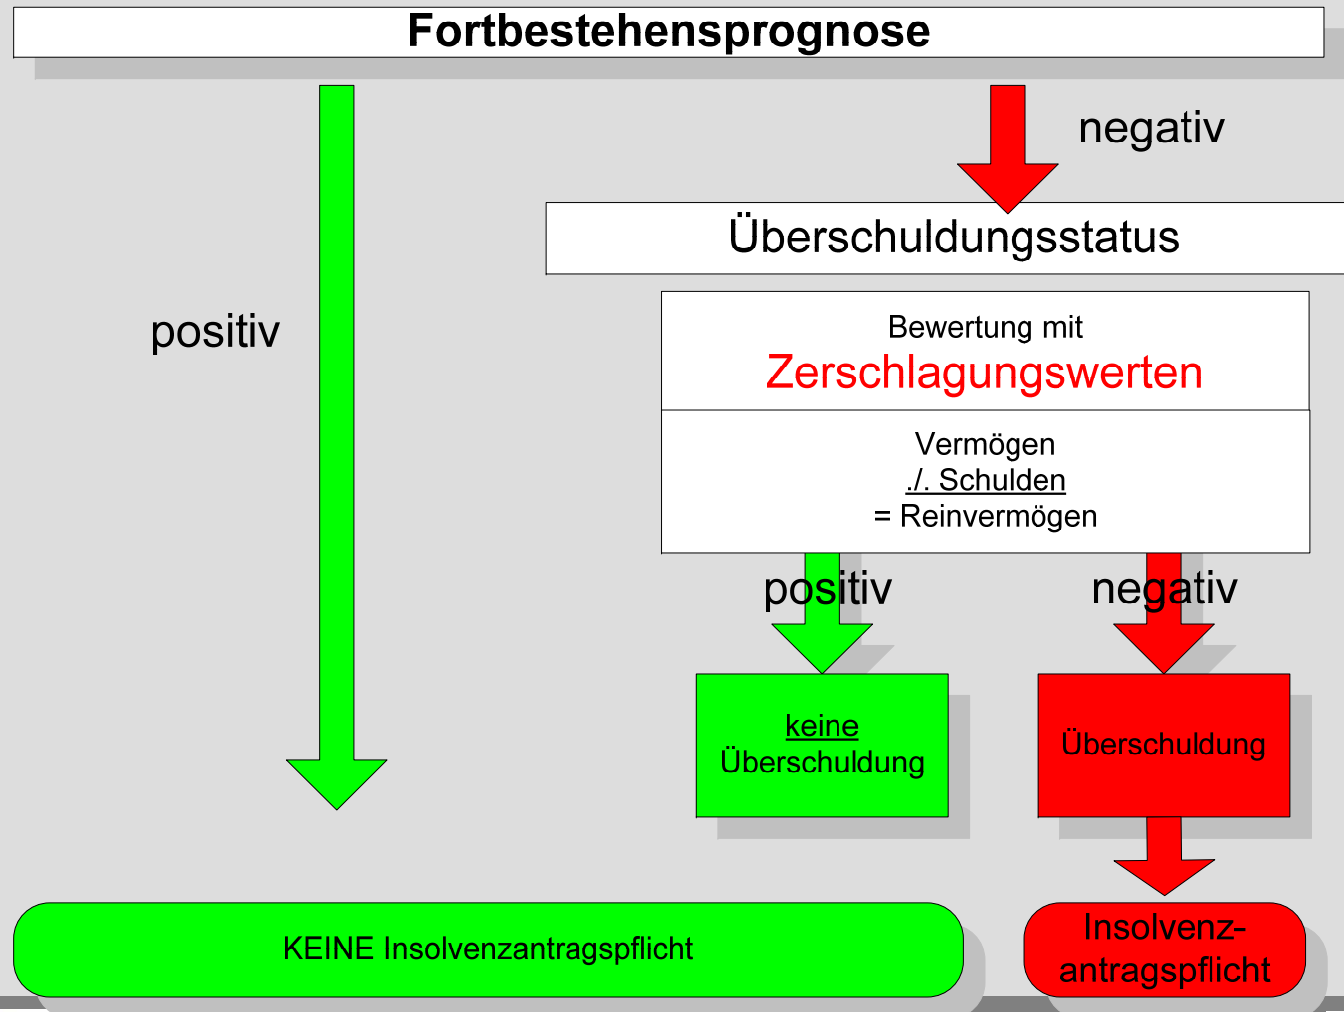 Fortbestehensprognose
negativ
Überschuldungsstatus
positiv
Bewertung mit
Zerschlagungswerten
Vermögen
./. Schulden
= Reinvermögen
positiv
negativ
keine
Überschuldung
Überschuldung
KEINE Insolvenzantragspflicht
Insolvenz-
antragspflicht